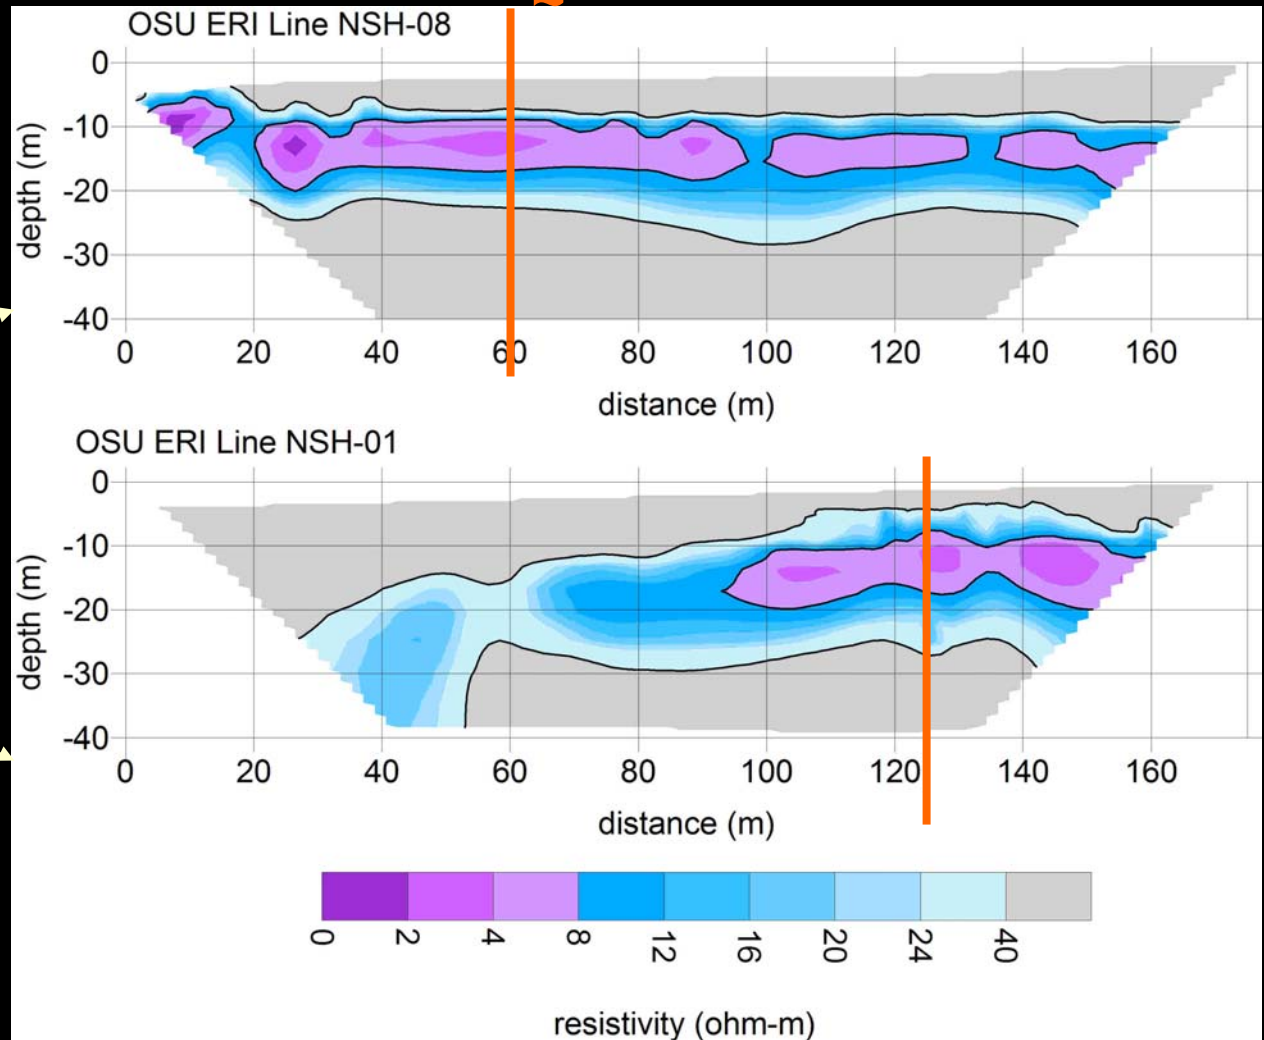 OSU ERI Line NSH-08
0
-10
-20
-30
-40
depth (m)
0 20 40 60 80 100 120 140 160
distance (m)
OSU ERI Line NSH-01
0
-10
-20
-30
-40
depth (m)
0 20 40 60 80 100 120 140 160
distance (m)
0 2 4 8 12 16 20 24 40
resistivity (ohm-m)